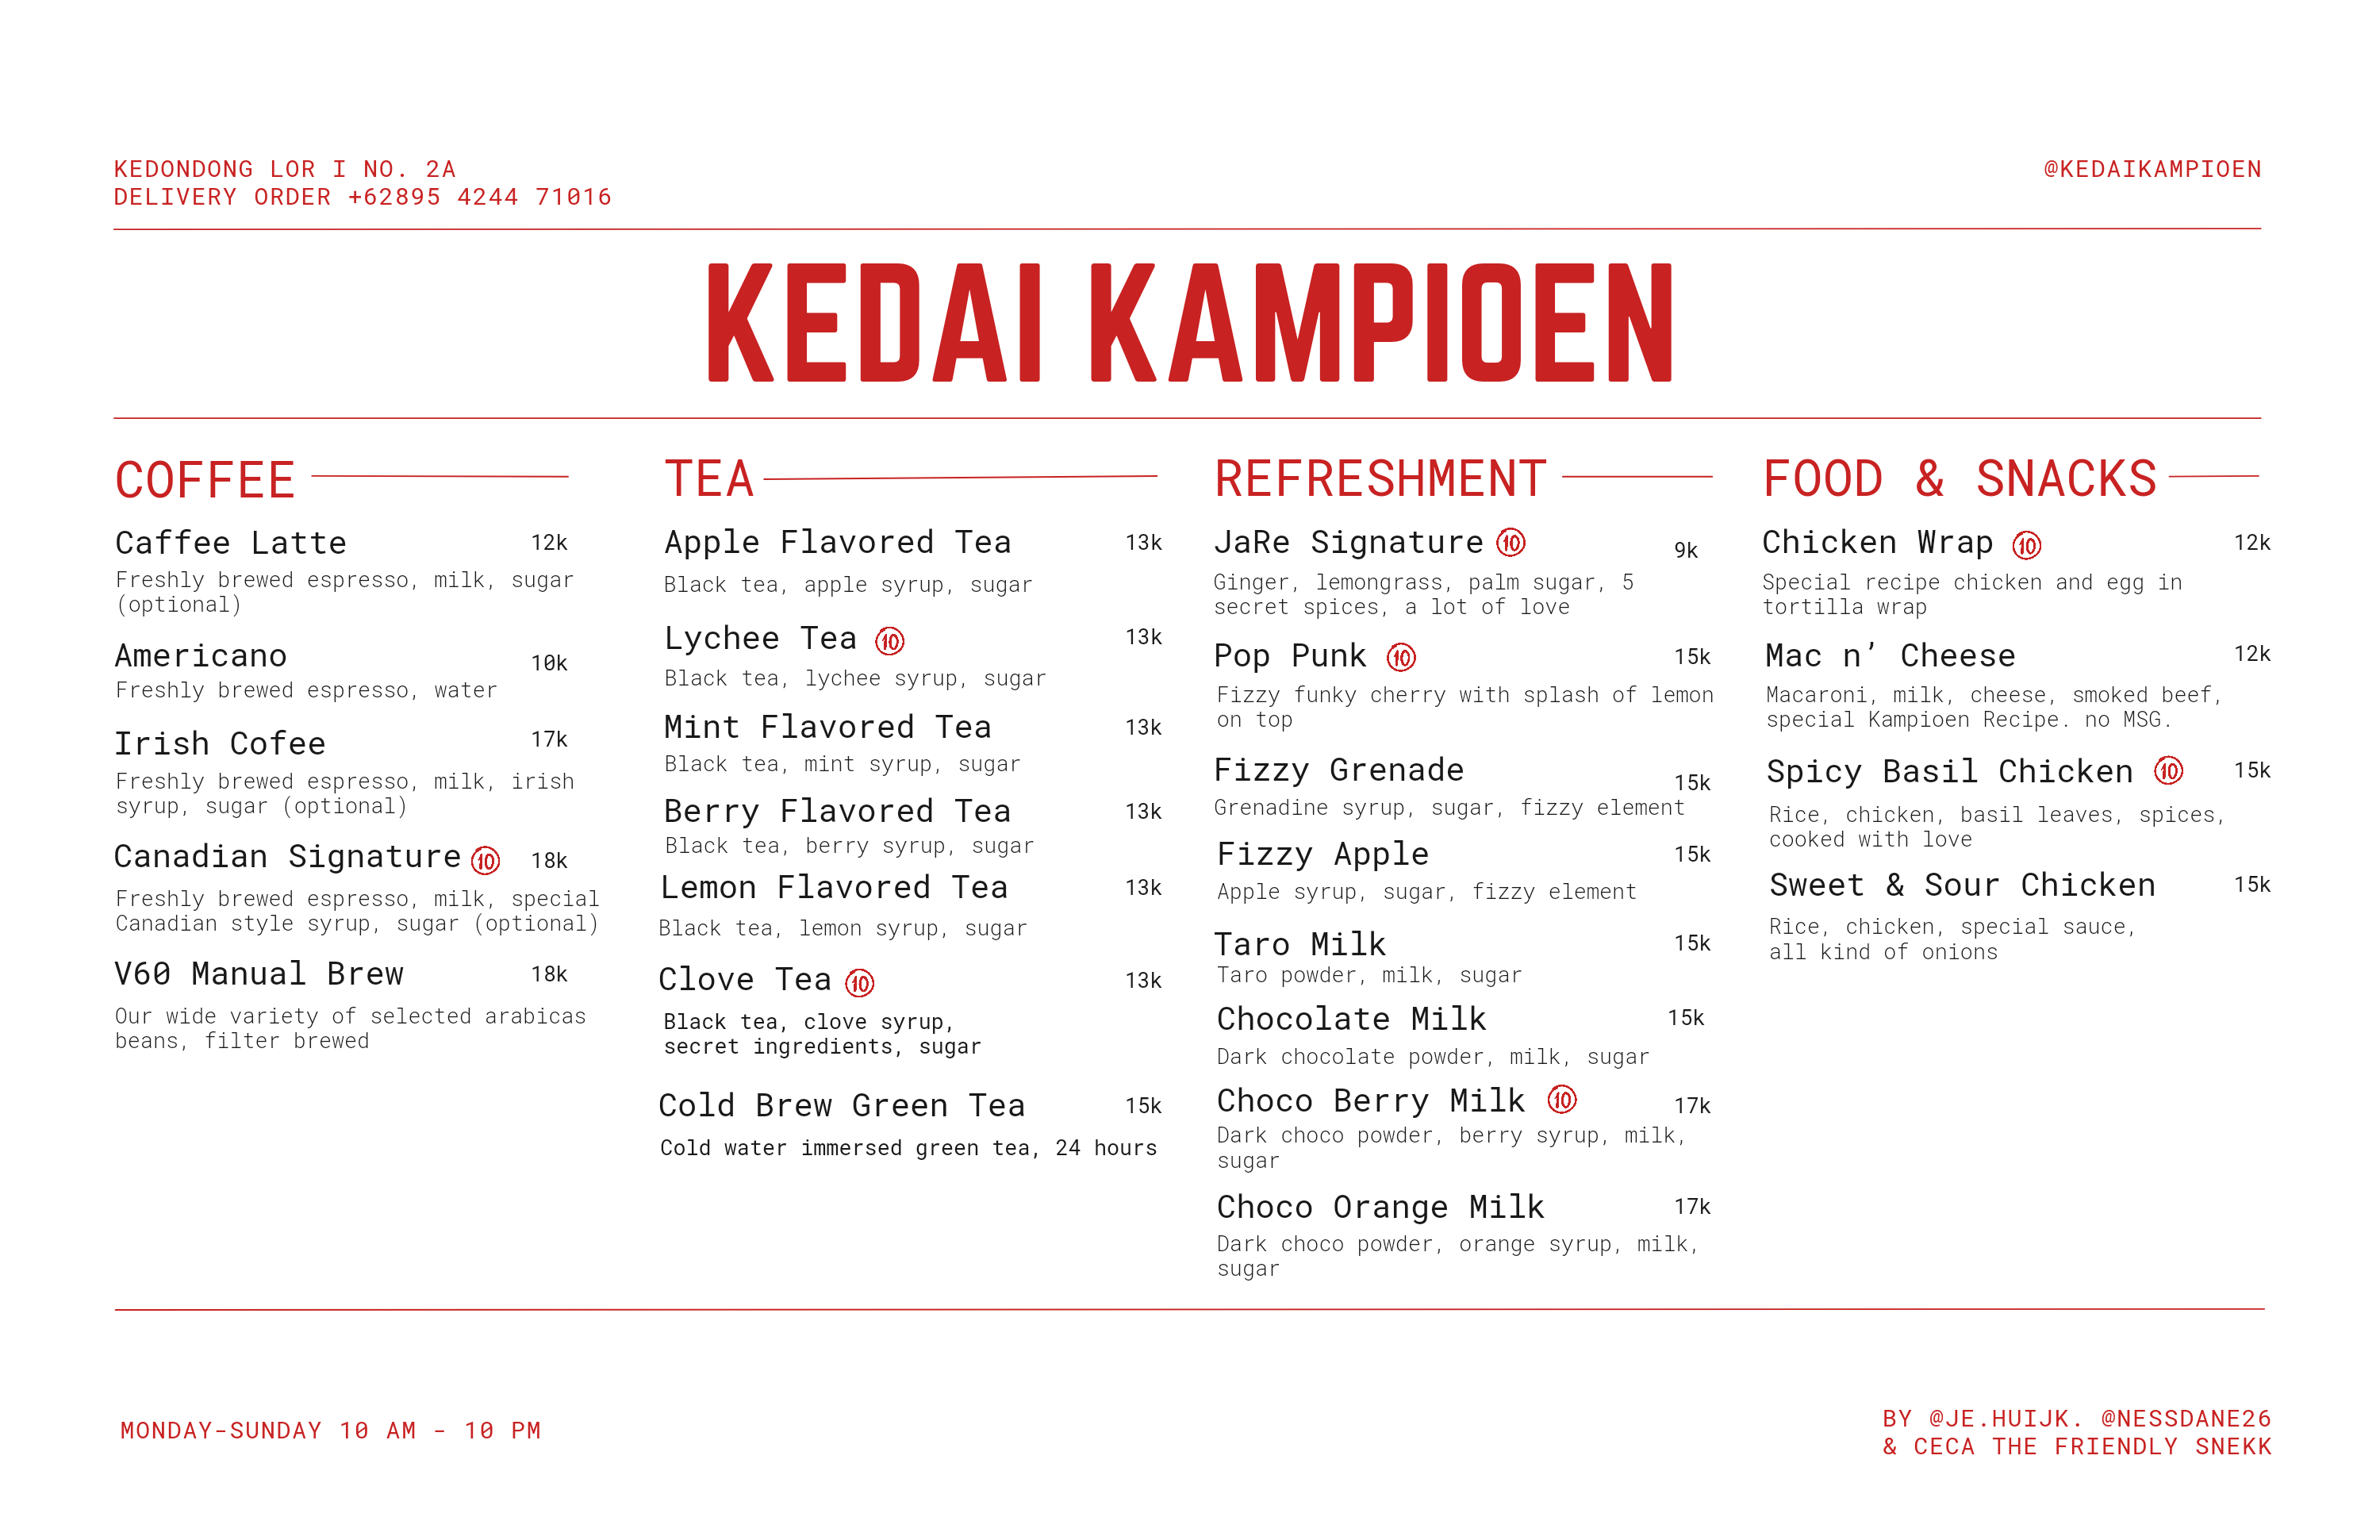 KEDONDONG LOR I NO. 2A
DELIVERY ORDER +62895 4244 71016
@KEDAIKAMPIOEN
KEDAI KAMPIOEN
COFFEE
Caffee Latte 12k
Freshly brewed espresso, milk, sugar
(optional)
Americano 10k
Freshly brewed espresso, water
Irish Cofee 17k
Freshly brewed espresso, milk, irish
syrup, sugar (optional)
Canadian Signature 10 18k
Freshly brewed espresso, milk, special
Canadian style syrup, sugar (optional)
V60 Manual Brew 18k
Our wide variety of selected arabicas
beans, filter brewed
TEA
Apple Flavored Tea 13k
Black tea, apple syrup, sugar
Lychee Tea 10 13k
Black tea, lychee syrup, sugar
Mint Flavored Tea 13k
Black tea, mint syrup, sugar
Berry Flavored Tea 13k
Black tea, berry syrup, sugar
Lemon Flavored Tea 13k
Black tea, lemon syrup, sugar
Clove Tea 10 13k
Black tea, clove syrup,
secret ingredients, sugar
Cold Brew Green Tea 15k
Cold water immersed green tea, 24 hours
REFRESHMENT
JaRe Signature 10 9k
Ginger, lemongrass, palm sugar, 5
secret spices, a lot of love
Pop Punk 10 15k
Fizzy funky cherry with splash of lemon
on top
Fizzy Grenade 15k
Grenadine syrup, sugar, fizzy element
Fizzy Apple 15k
Apple syrup, sugar, fizzy element
Taro Milk 15k
Taro powder, milk, sugar
Chocolate Milk 15k
Dark chocolate powder, milk, sugar
Choco Berry Milk 10 17k
Dark choco powder, berry syrup, milk,
sugar
Choco Orange Milk 17k
Dark choco powder, orange syrup, milk,
sugar
FOOD & SNACKS
Chicken Wrap 10 12k
Special recipe chicken and egg in
tortilla wrap
Mac n’ Cheese 12k
Macaroni, milk, cheese, smoked beef,
special Kampioen Recipe. no MSG.
Spicy Basil Chicken 10 15k
Rice, chicken, basil leaves, spices,
cooked with love
Sweet & Sour Chicken 15k
Rice, chicken, special sauce,
all kind of onions
MONDAY-SUNDAY 10 AM - 10 PM
BY @JE.HUIJK. @NESSDANE26
& CECA THE FRIENDLY SNEKK